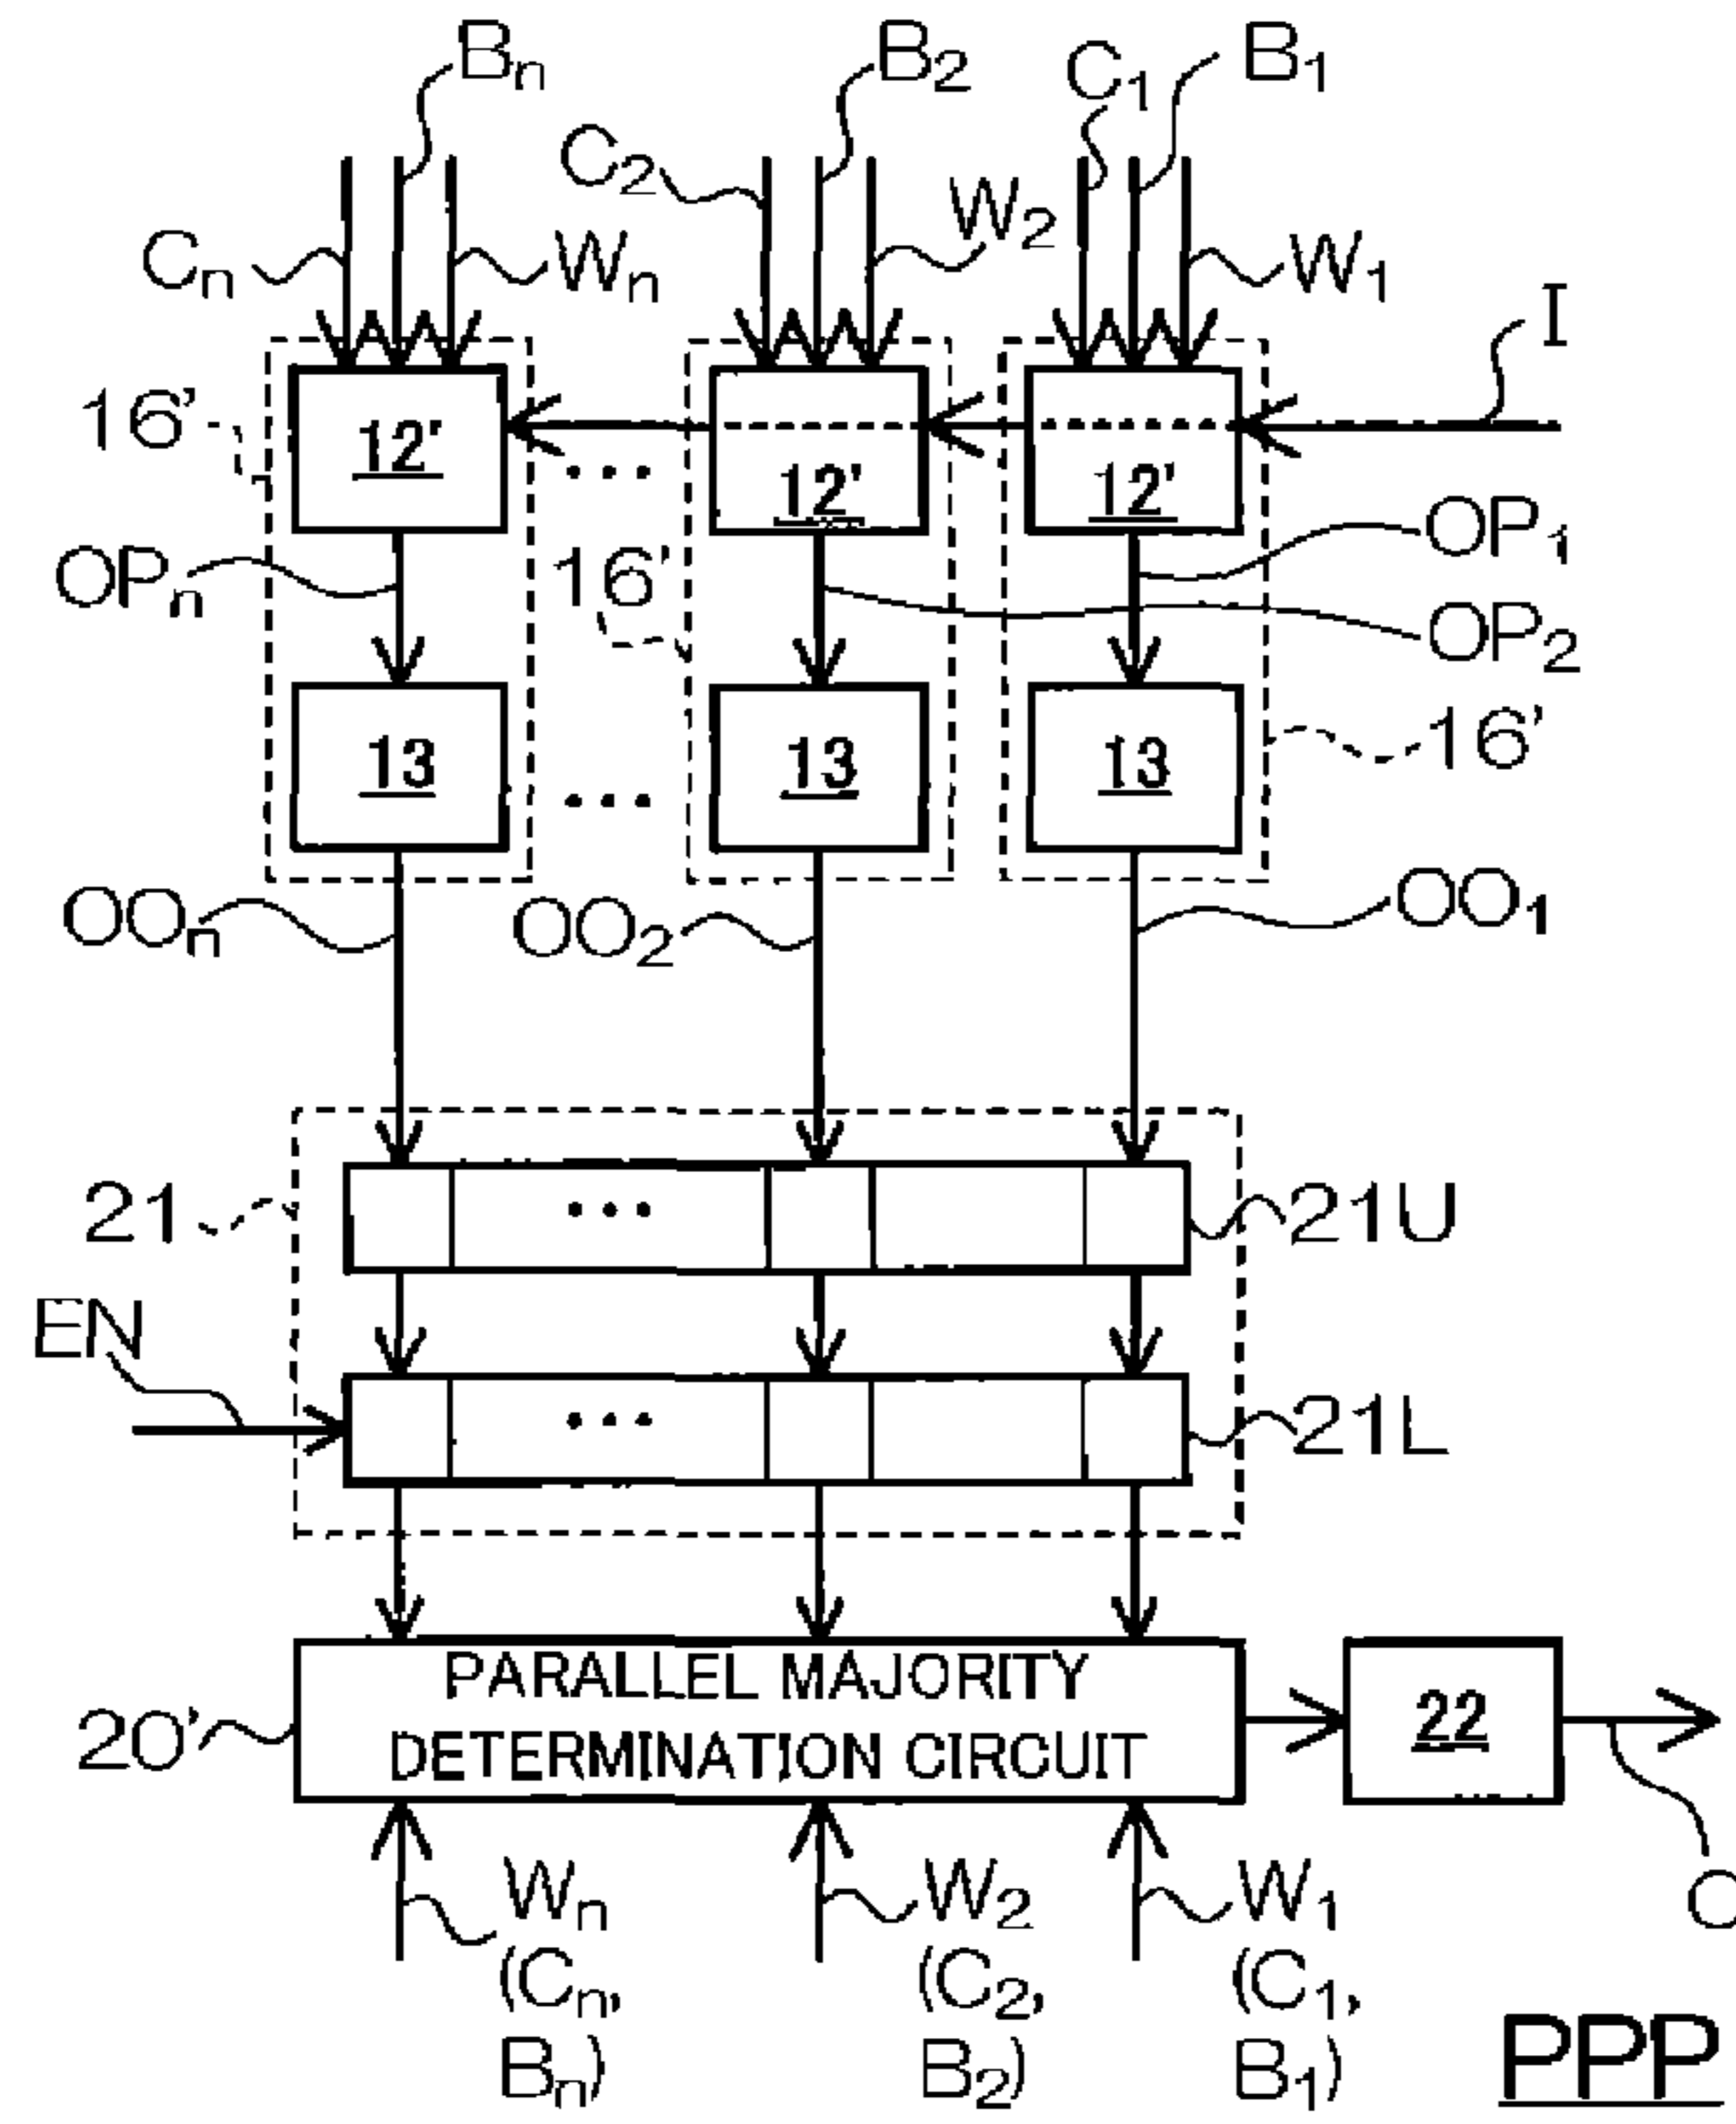 Bn
B2
C1
B1
C2
Cn
Wn
W2
W1
I
16'
12'
12'
12'
OPn
16'
OP1
OP2
13
13
13
16'
OOn
OO2
OO1
21
21U
EN
21L
20'
PARALLEL MAJORITY
DETERMINATION CIRCUIT
22
O
Wn
(Cn,
Bn)
W2
(C2,
B2)
W1
(C1,
B1)
PPP